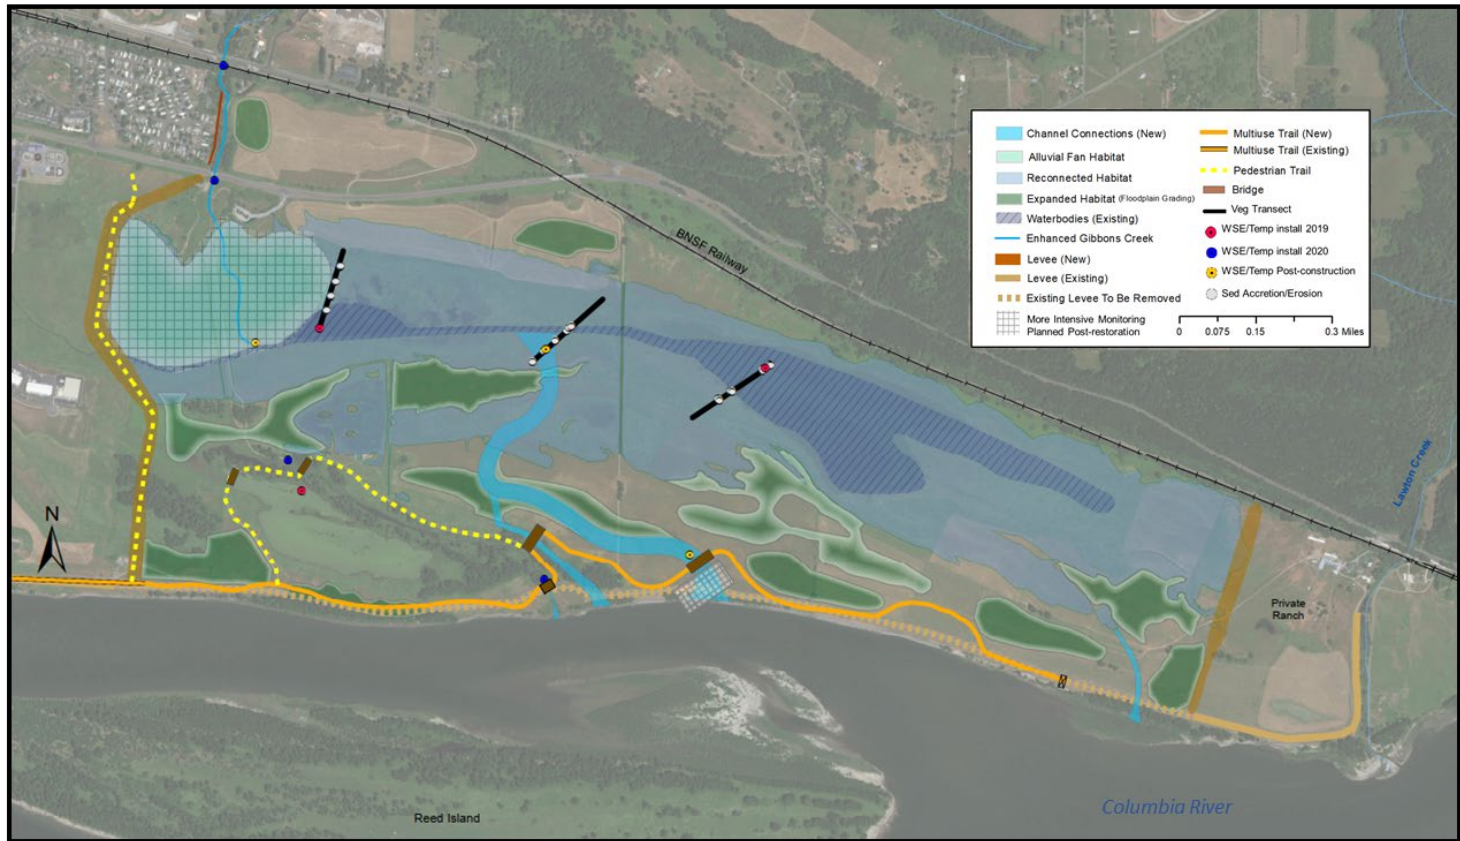 BNSF Railway
Channel Connections (New)
Alluvial Fan Habitat
Reconnected Habitat
Expanded Habitat (Floodplain Grading)
Waterbodies (Existing)
Enhanced Gibbons Creek
Levee (New)
Levee (Existing)
Existing Levee To Be Removed
More Intensive Monitoring
Planned Post-restoration
Multiuse Trail (New)
Multiuse Trail (Existing)
Pedestrian Trail
Bridge
Veg Transect
WSE/Temp install 2019
WSE/Temp install 2020
WSE/Temp Post-construction
Sed Accretion/Erosion
0 0.075 0.15 0.3 Miles
Lawton Creek
N
Private
Ranch
Columbia River
Reed Island